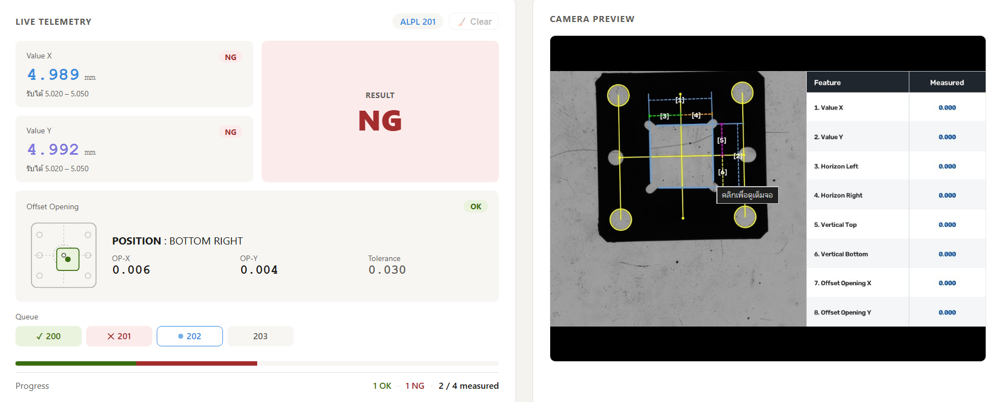 LIVE TELEMETRY
ALPL 201
Clear
Value X
NG
4.989 mm
รับได้ 5.020 – 5.050
Value Y
NG
4.992 mm
รับได้ 5.020 – 5.050
RESULT
NG
Offset Opening
OK
POSITION : BOTTOM RIGHT
OP-X
OP-Y
Tolerance
0.006
0.004
0.030
Queue
✓ 200
✕ 201
202
203
Progress
1 OK · 1 NG · 2 / 4 measured
CAMERA PREVIEW
[1]
[3]
[4]
[5]
[2]
[6]
คลิกเพื่อดูเต็มจอ
Feature Measured
1. Value X 0.000
2. Value Y 0.000
3. Horizon Left 0.000
4. Horizon Right 0.000
5. Vertical Top 0.000
6. Vertical Bottom 0.000
7. Offset Opening X 0.000
8. Offset Opening Y 0.000